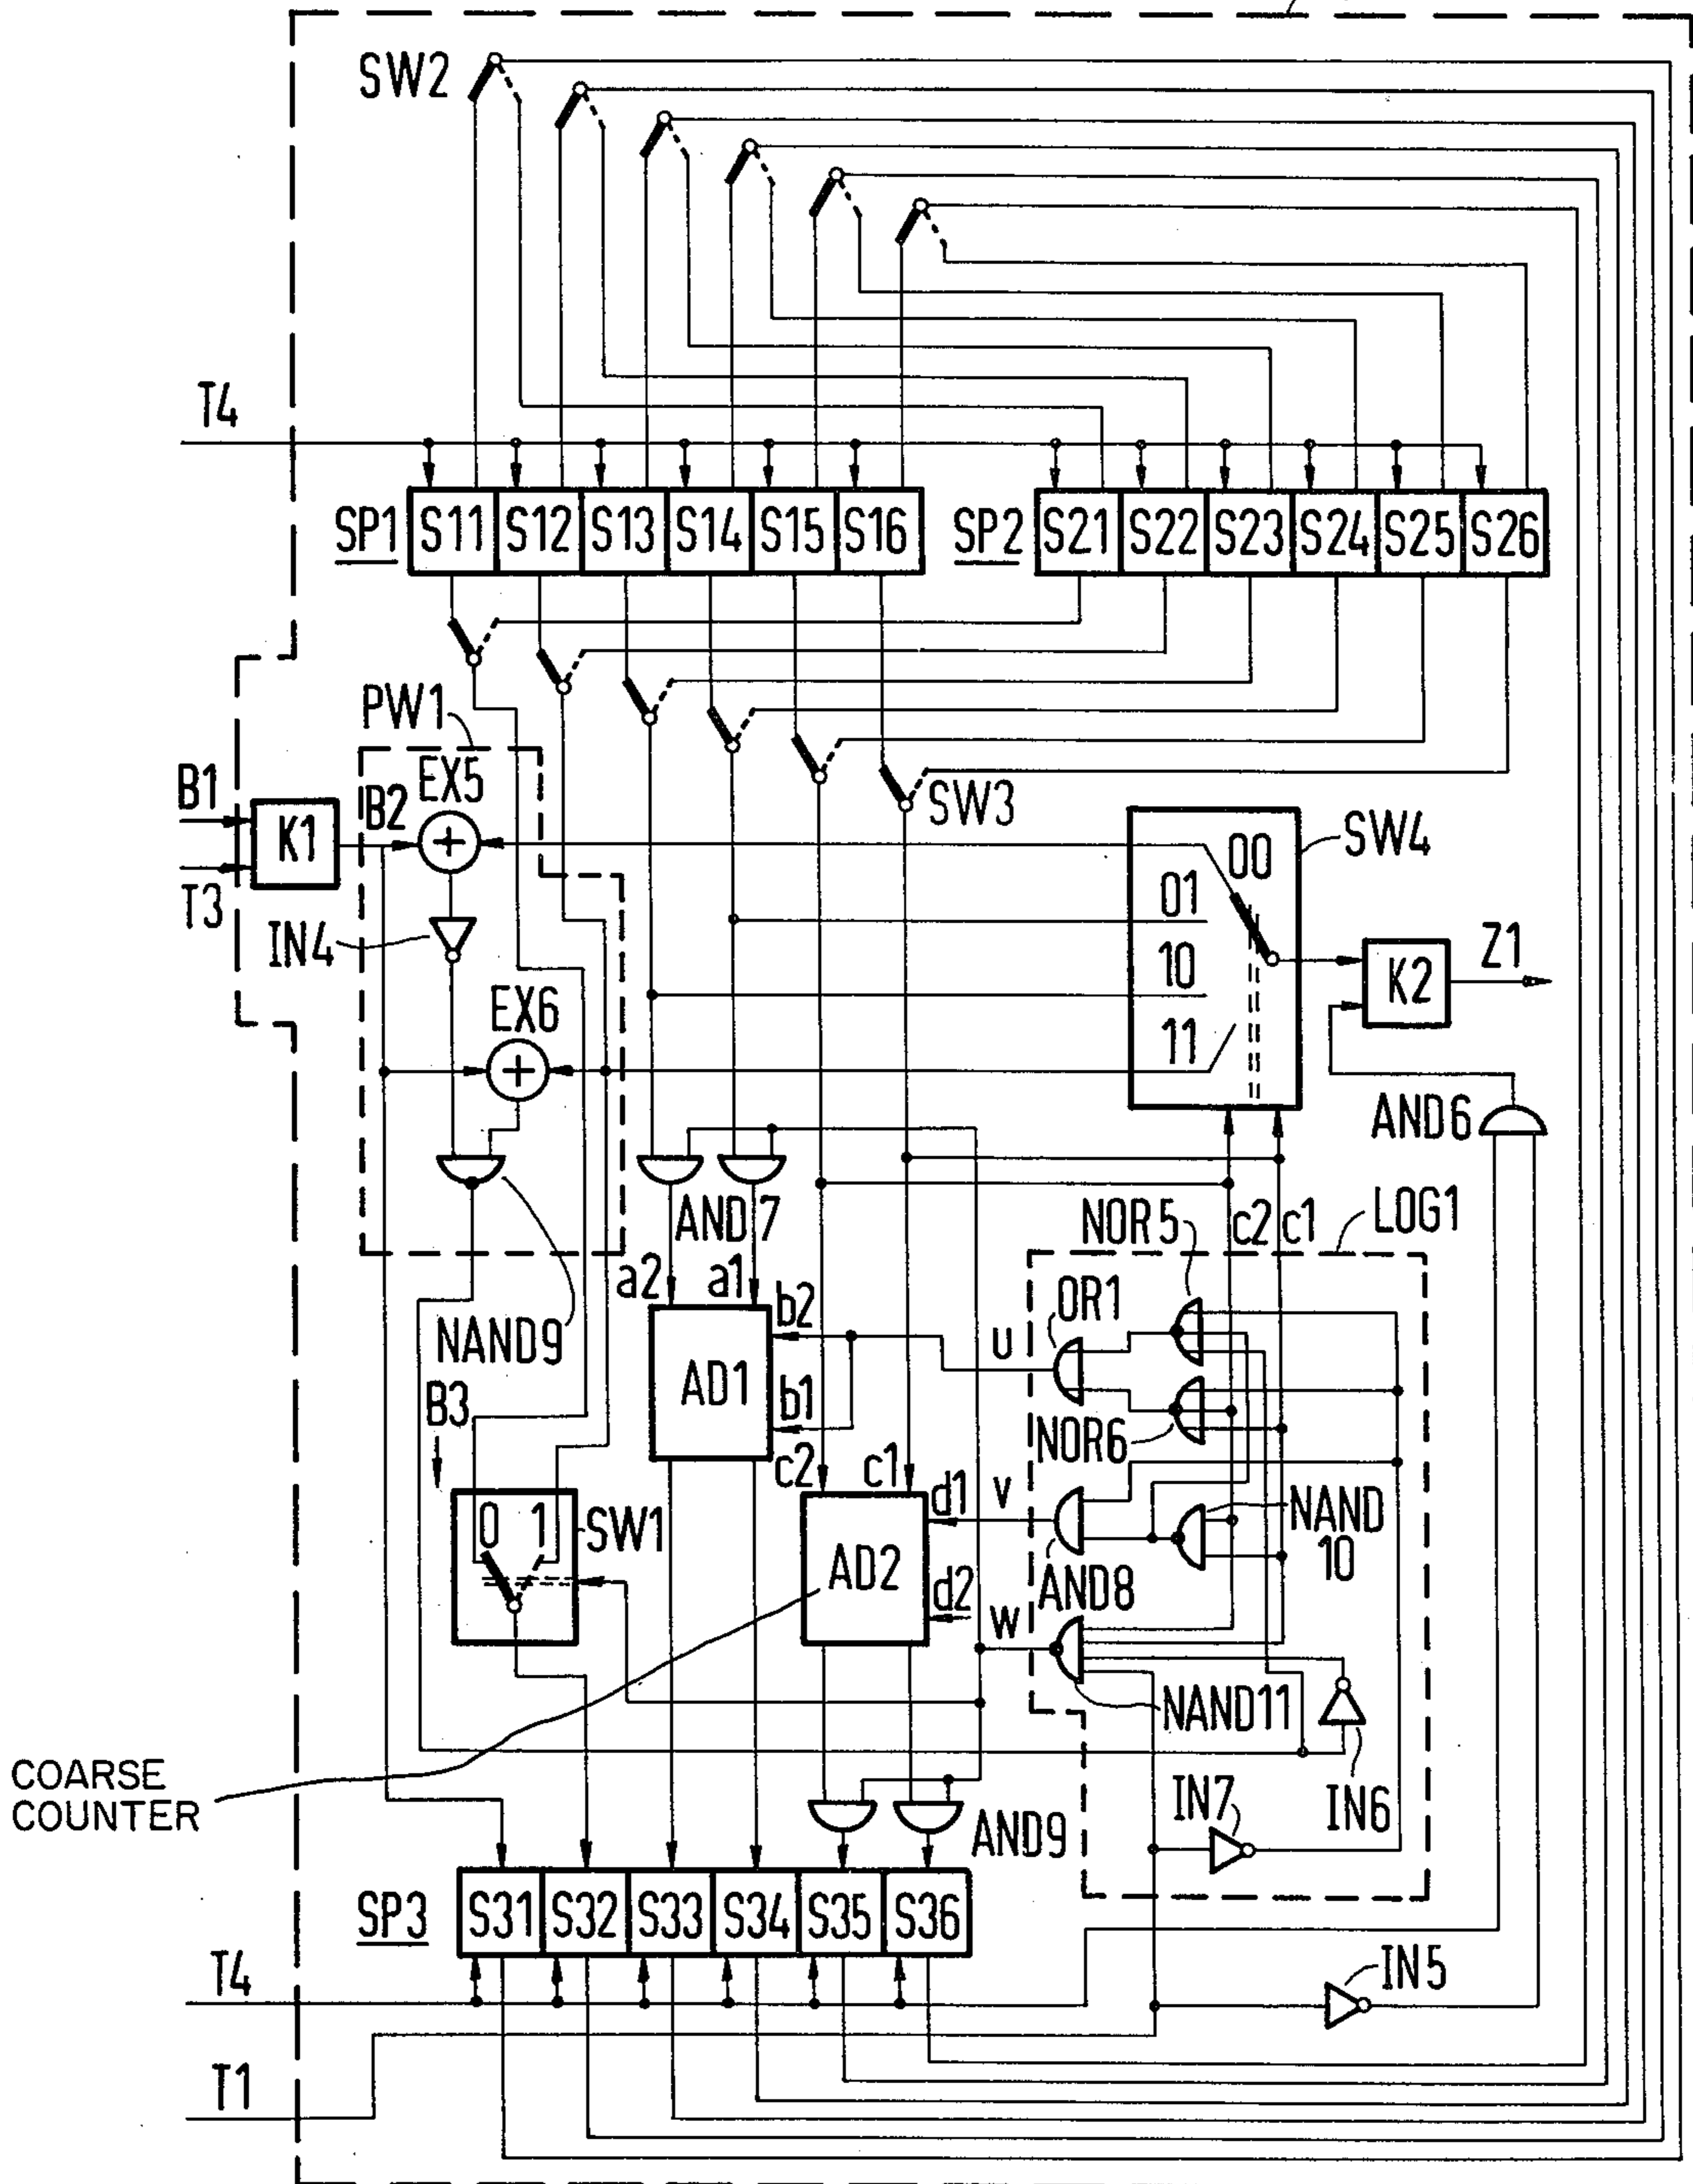 SW2
T4
SP1 S11 S12 S13 S14 S15 S16
SP2 S21 S22 S23 S24 S25 S26
PW1
EX5
B1
B2
K1
T3
SW3
SW4
00
01
10
11
IN4
EX6
K2
Z1
AND6
AND7
NOR5
c2 c1
LOG1
a2 a1
b2
OR1
U
NAND9
AD1
b1
B3
NOR6
c2 c1
d1
V
NAND
10
0 1
SW1
AD2
AND8
d2
W
NAND11
COARSE
COUNTER
IN7
IN6
AND9
SP3 S31 S32 S33 S34 S35 S36
T4
IN5
T1